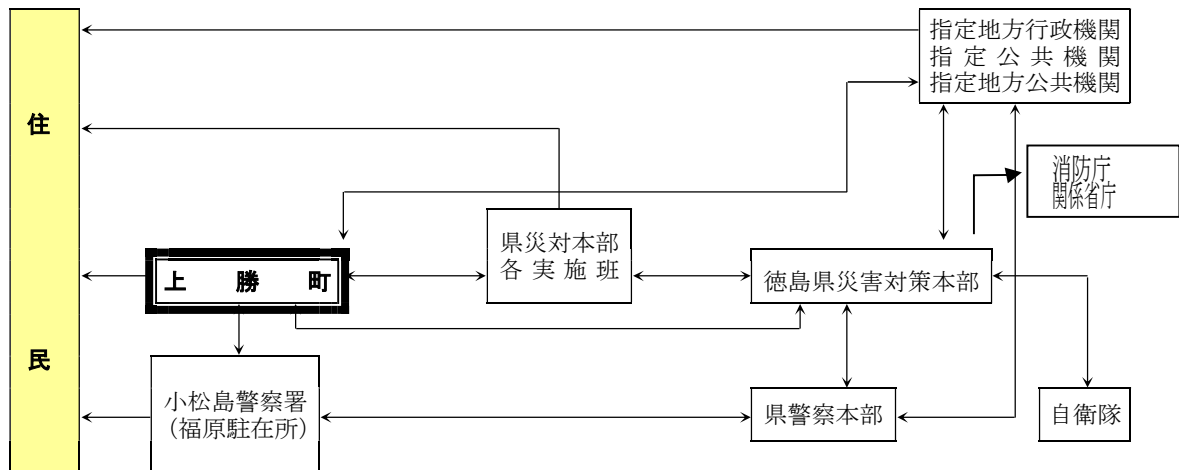 住民
指定地方行政機関
指定公共機関
指定地方公共機関
消防庁
関係省庁
県災対本部
各実施班
上勝町
徳島県災害対策本部
小松島警察署
(福原駐在所)
県警察本部
自衛隊